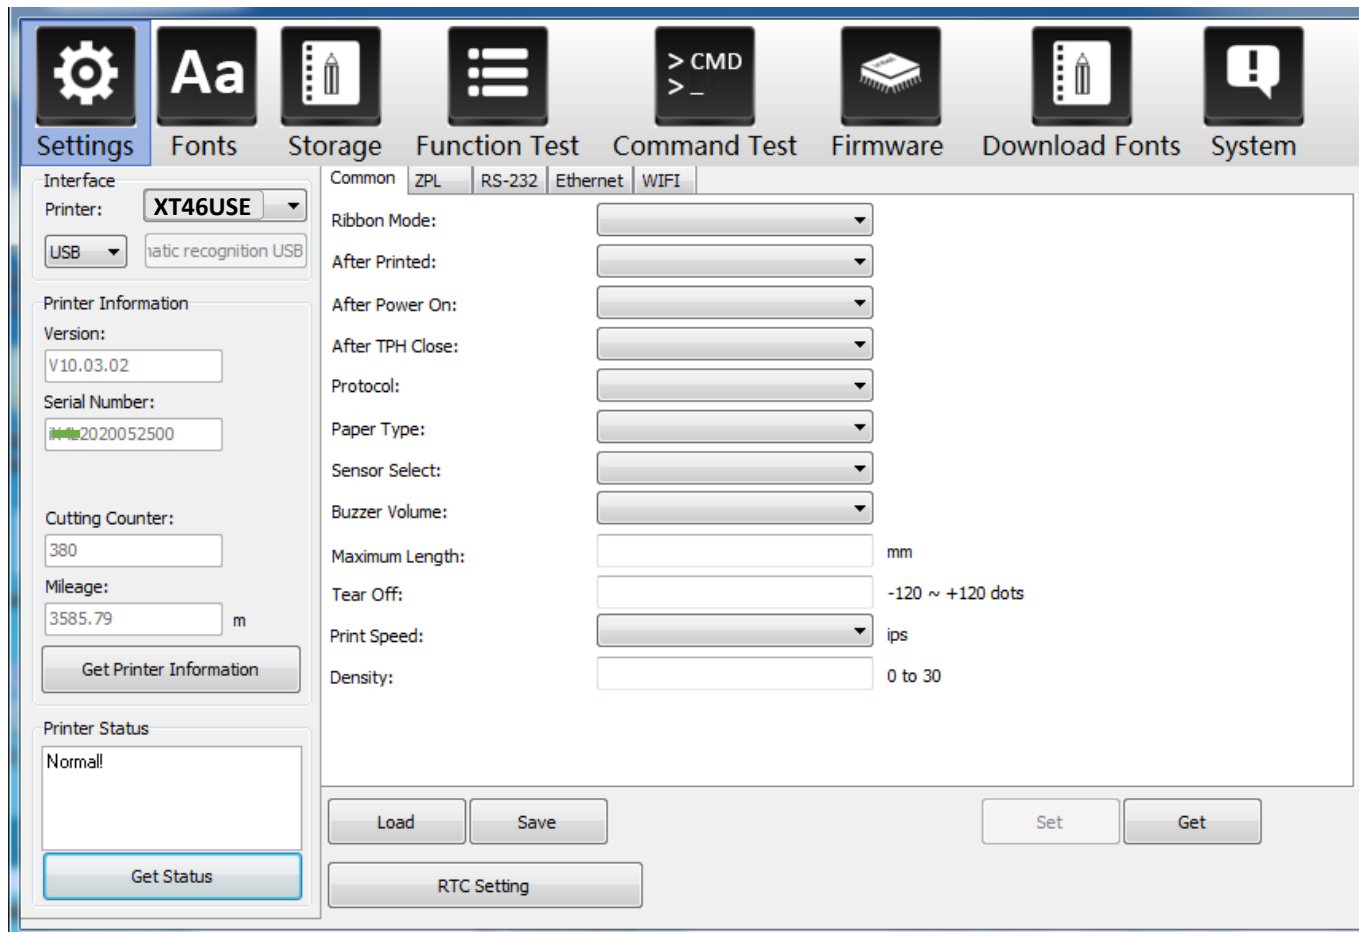 > CMD
> _
Aa
Settings Fonts Storage Function Test Command Test Firmware Download Fonts System
Interface
Printer: XT46USE
USB natic recognition USB
Printer Information
Version:
V10.03.02
Serial Number:
2020052500
Cutting Counter:
380
Mileage:
3585.79 m
Get Printer Information
Printer Status
Normal!
Get Status
Common ZPL RS-232 Ethernet WIFI
Ribbon Mode:
After Printed:
After Power On:
After TPH Close:
Protocol:
Paper Type:
Sensor Select:
Buzzer Volume:
Maximum Length: mm
Tear Off: -120 ~ +120 dots
Print Speed: ips
Density: 0 to 30
Load Save Set Get
RTC Setting